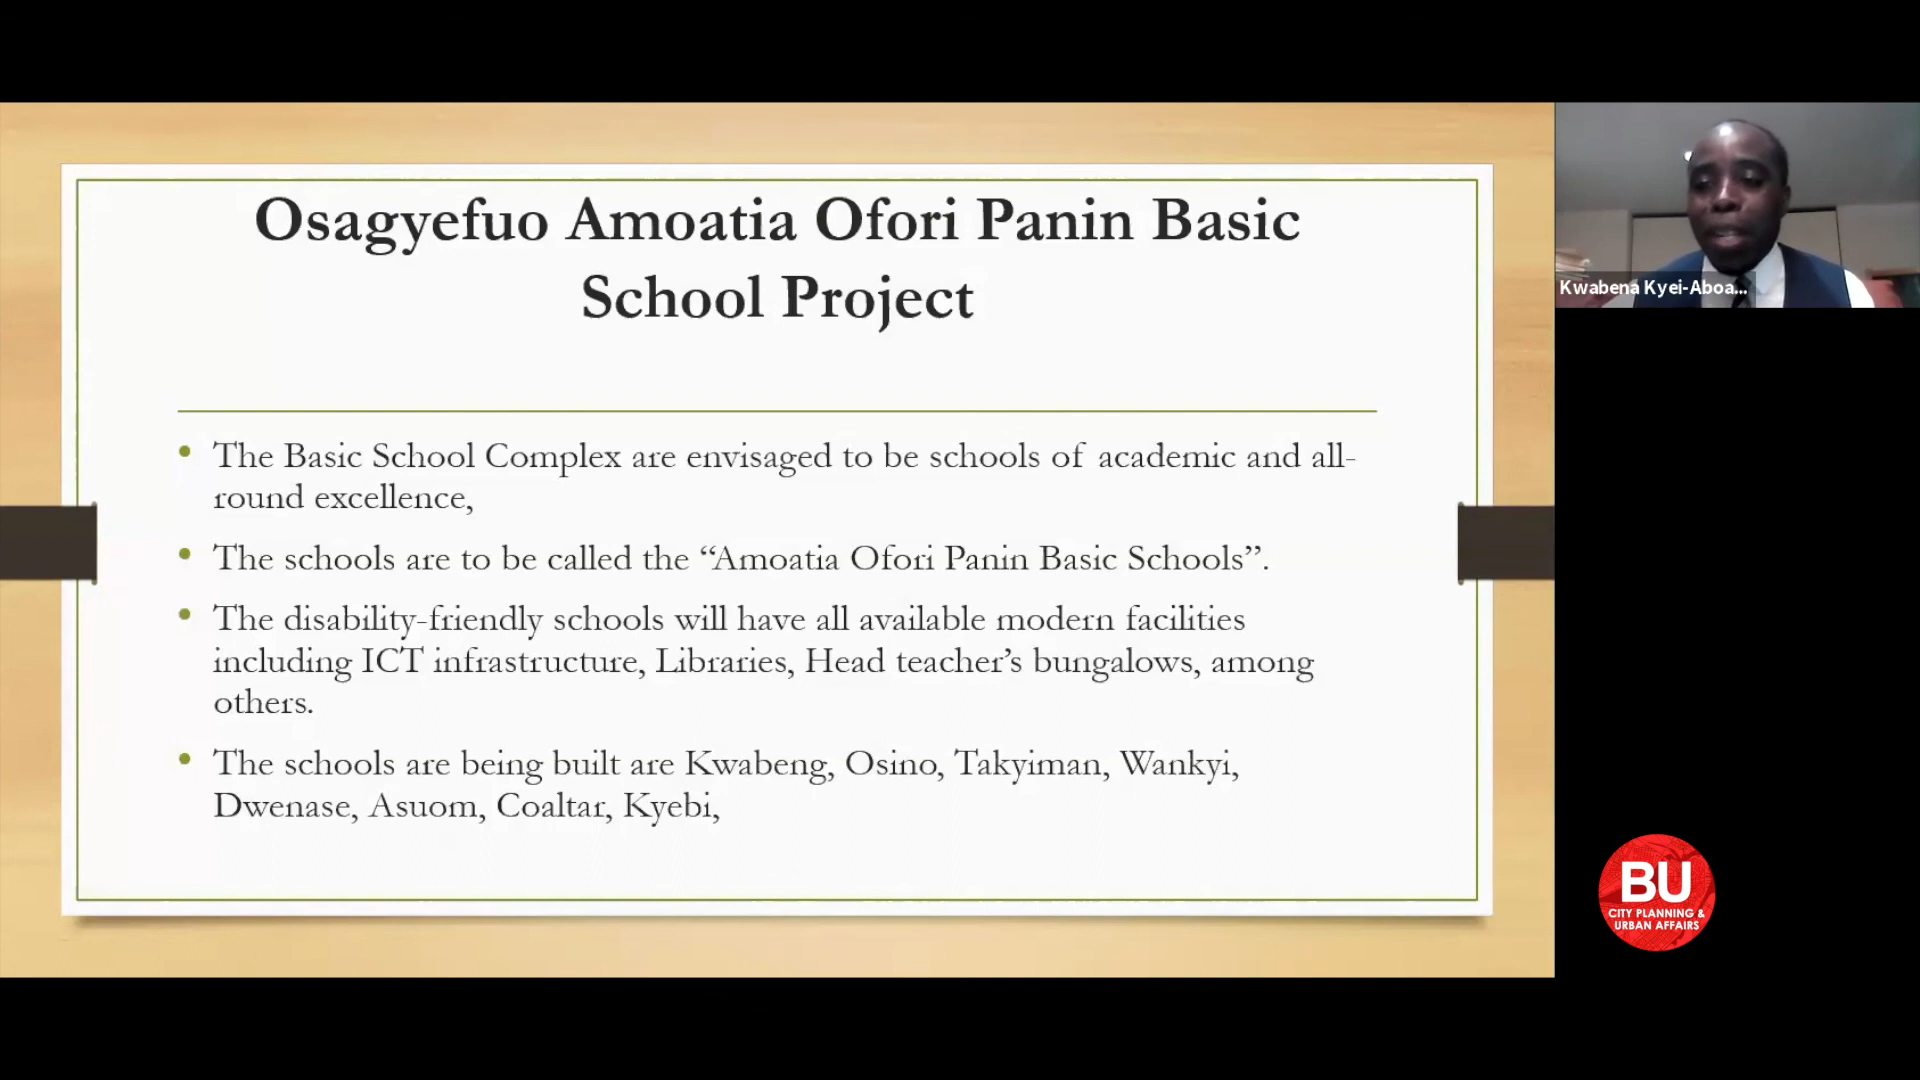 Osagyefuo Amoatia Ofori Panin Basic
School Project
• The Basic School Complex are envisaged to be schools of academic and all-
round excellence,
• The schools are to be called the “Amoatia Ofori Panin Basic Schools”.
• The disability-friendly schools will have all available modern facilities
including ICT infrastructure, Libraries, Head teacher’s bungalows, among
others.
• The schools are being built are Kwabeng, Osino, Takyiman, Wankyi,
Dwenase, Asuom, Coaltar, Kyebi,
Kwabena Kyei-Aboa...
BU
CITY PLANNING &
URBAN AFFAIRS